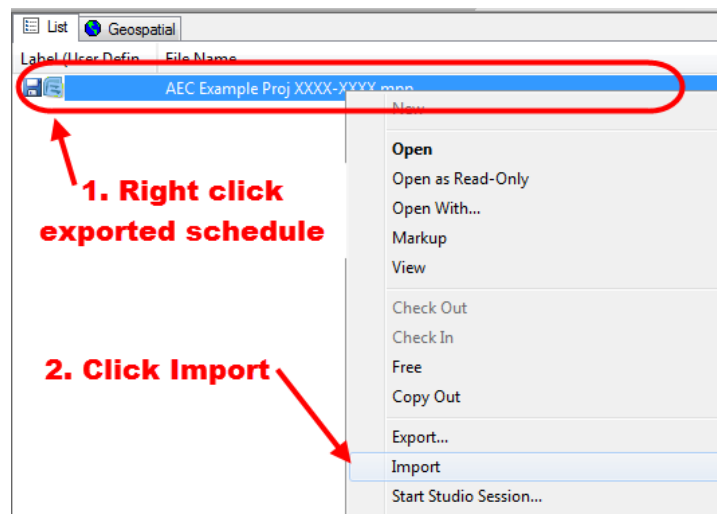 List Geospatial
Label (User Defin... File Name
AEC Example Proj XXXX-XXXX.mpp
New
1. Right click
exported schedule
Open
Open as Read-Only
Open With...
Markup
View
Check Out
Check In
Free
Copy Out
2. Click Import
Export...
Import
Start Studio Session...